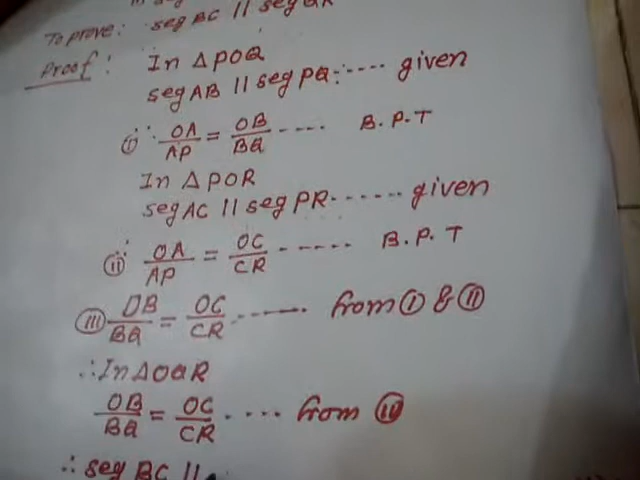 To prove: seg BC || seg QR
Proof: In △POQ
seg AB || seg PQ ..... given
(i) ∴ OA/AP = OB/BQ .... B.P.T
In △POR
seg AC || seg PR ...... given
(ii) ∴ OA/AP = OC/CR ..... B.P.T
(iii) OB/BQ = OC/CR ....... from (i) & (ii)
∴ In △OQR
OB/BQ = OC/CR .... from (iii)
∴ seg BC ||